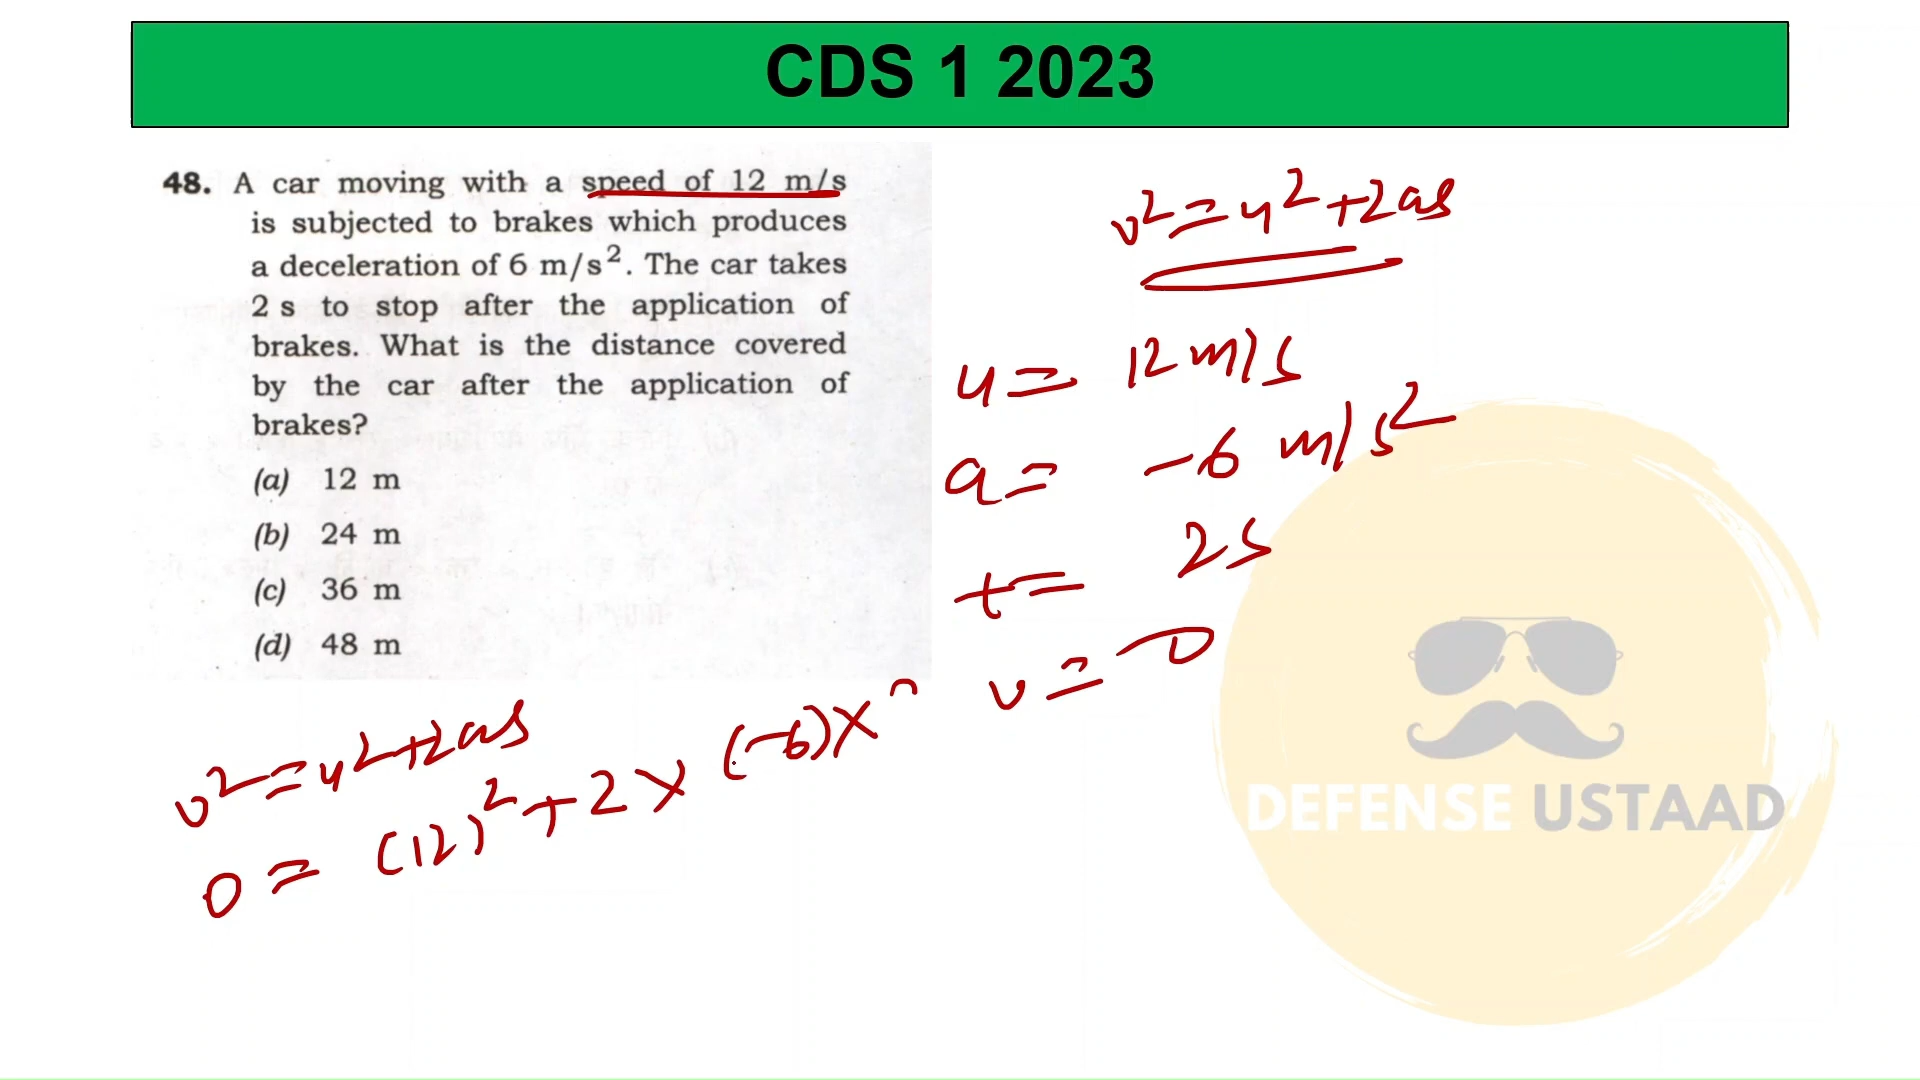 CDS 1 2023
48. A car moving with a speed of 12 m/s
is subjected to brakes which produces
a deceleration of 6 m/s². The car takes
2 s to stop after the application of
brakes. What is the distance covered
by the car after the application of
brakes?
(a) 12 m
(b) 24 m
(c) 36 m
(d) 48 m
v²=u²+2as
u= 12m/s
a= -6 m/s²
t= 2s
v= 0
v²=u²+2as
0= (12)²+2×(-6)×
DEFENSE USTAAD